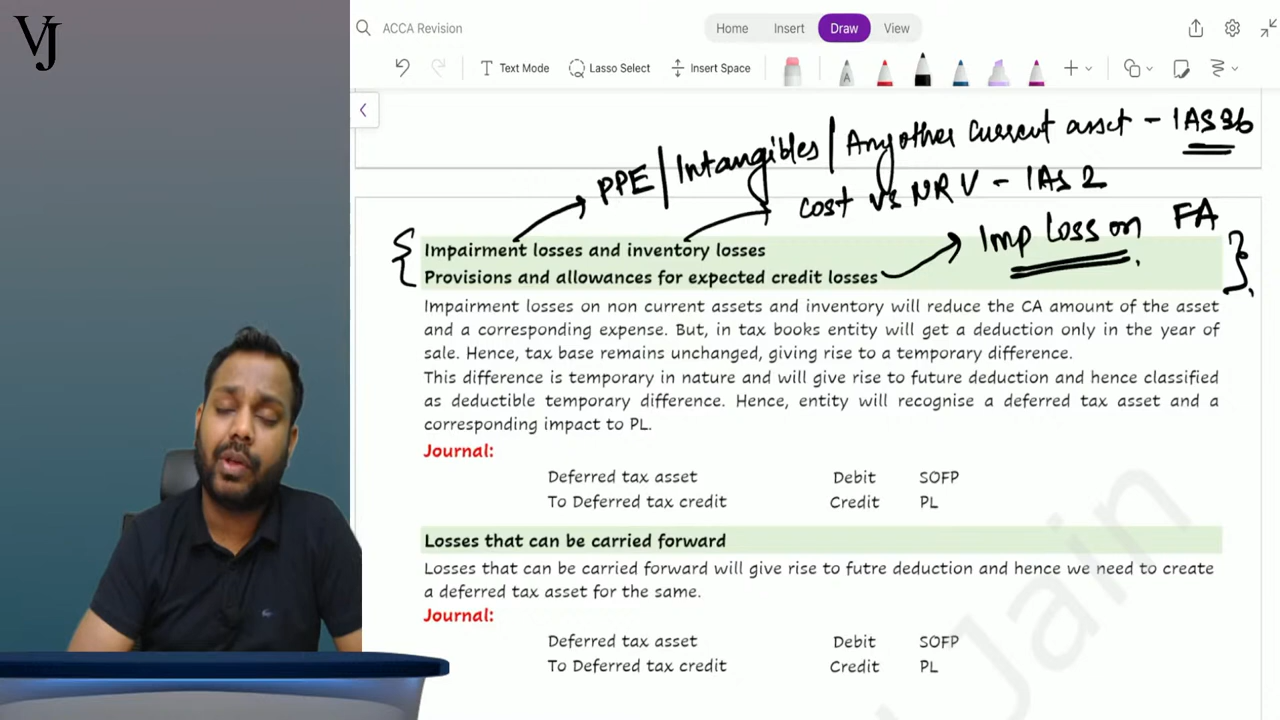 VJ
ACCA Revision
Home Insert Draw View
Text Mode Lasso Select Insert Space
PPE | Intangibles | Any other current asset - IAS 36
cost vs NRV - IAS 2
Imp Loss on FA
Impairment losses and inventory losses
Provisions and allowances for expected credit losses
Impairment losses on non current assets and inventory will reduce the CA amount of the asset
and a corresponding expense. But, in tax books entity will get a deduction only in the year of
sale. Hence, tax base remains unchanged, giving rise to a temporary difference.
This difference is temporary in nature and will give rise to future deduction and hence classified
as deductible temporary difference. Hence, entity will recognise a deferred tax asset and a
corresponding impact to PL.
Journal:
Deferred tax asset Debit SOFP
To Deferred tax credit Credit PL
Losses that can be carried forward
Losses that can be carried forward will give rise to futre deduction and hence we need to create
a deferred tax asset for the same.
Journal:
Deferred tax asset Debit SOFP
To Deferred tax credit Credit PL
Jain